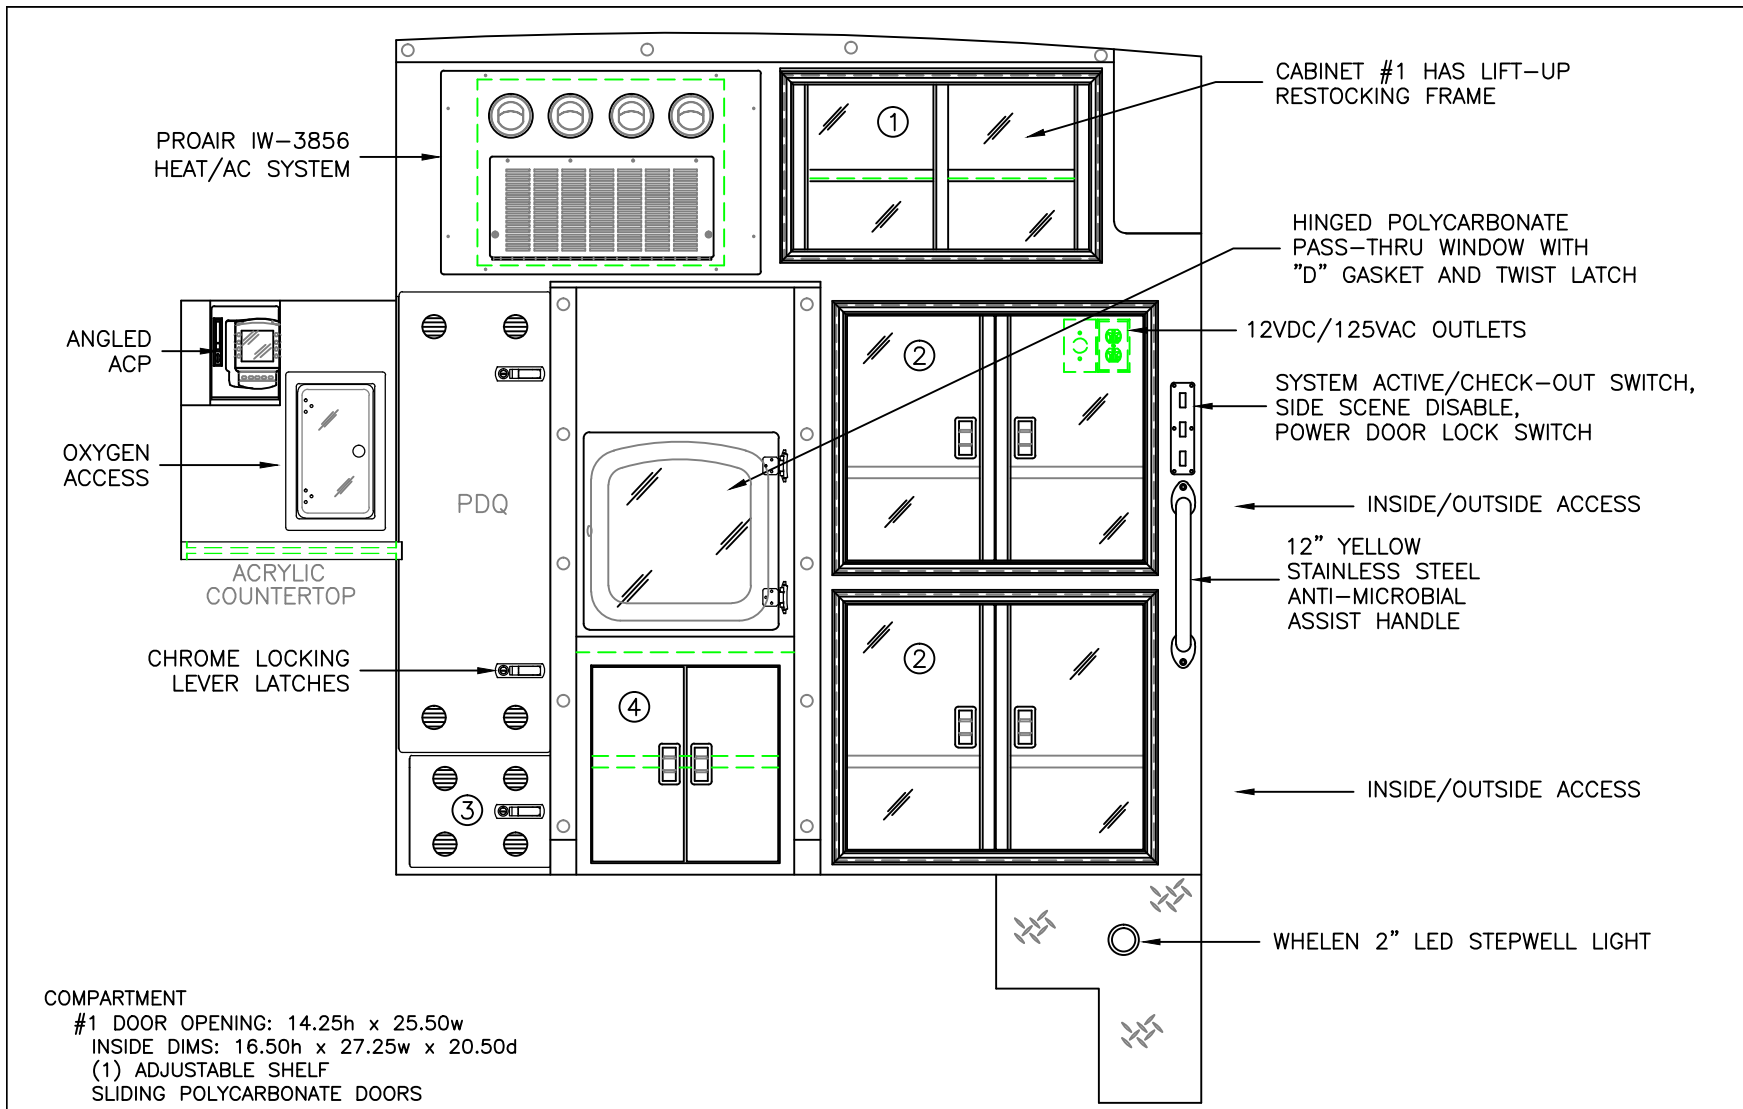 CABINET #1 HAS LIFT-UP
RESTOCKING FRAME
PROAIR IW-3856
HEAT/AC SYSTEM
1
HINGED POLYCARBONATE
PASS-THRU WINDOW WITH
"D" GASKET AND TWIST LATCH
ANGLED
ACP
2
12VDC/125VAC OUTLETS
SYSTEM ACTIVE/CHECK-OUT SWITCH,
SIDE SCENE DISABLE,
POWER DOOR LOCK SWITCH
OXYGEN
ACCESS
PDQ
INSIDE/OUTSIDE ACCESS
ACRYLIC
COUNTERTOP
12" YELLOW
STAINLESS STEEL
ANTI-MICROBIAL
ASSIST HANDLE
CHROME LOCKING
LEVER LATCHES
2
4
3
INSIDE/OUTSIDE ACCESS
WHELEN 2" LED STEPWELL LIGHT
COMPARTMENT
#1 DOOR OPENING: 14.25h x 25.50w
INSIDE DIMS: 16.50h x 27.25w x 20.50d
(1) ADJUSTABLE SHELF
SLIDING POLYCARBONATE DOORS